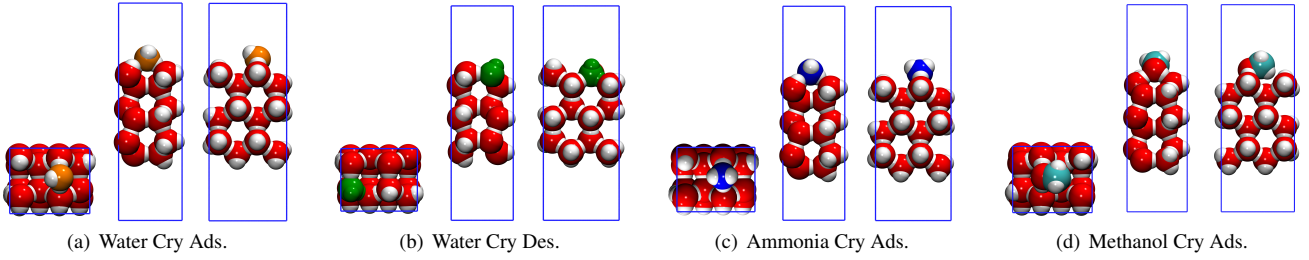 (a) Water Cry Ads.
(b) Water Cry Des.
(c) Ammonia Cry Ads.
(d) Methanol Cry Ads.